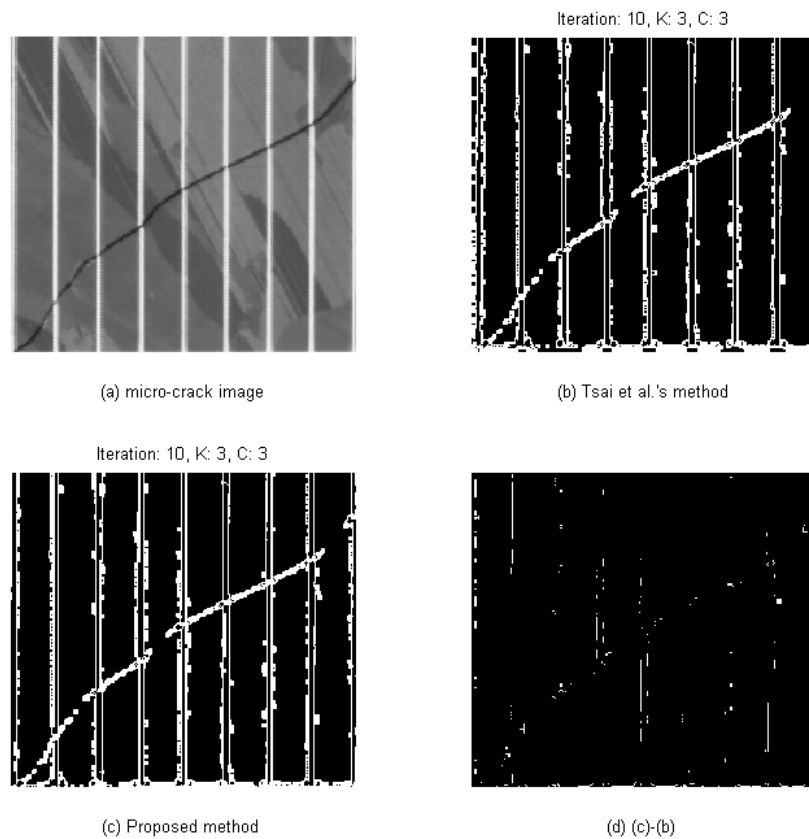 Iteration: 10, K: 3, C: 3
(a) micro-crack image
(b) Tsai et al.'s method
Iteration: 10, K: 3, C: 3
(c) Proposed method
(d) (c)-(b)